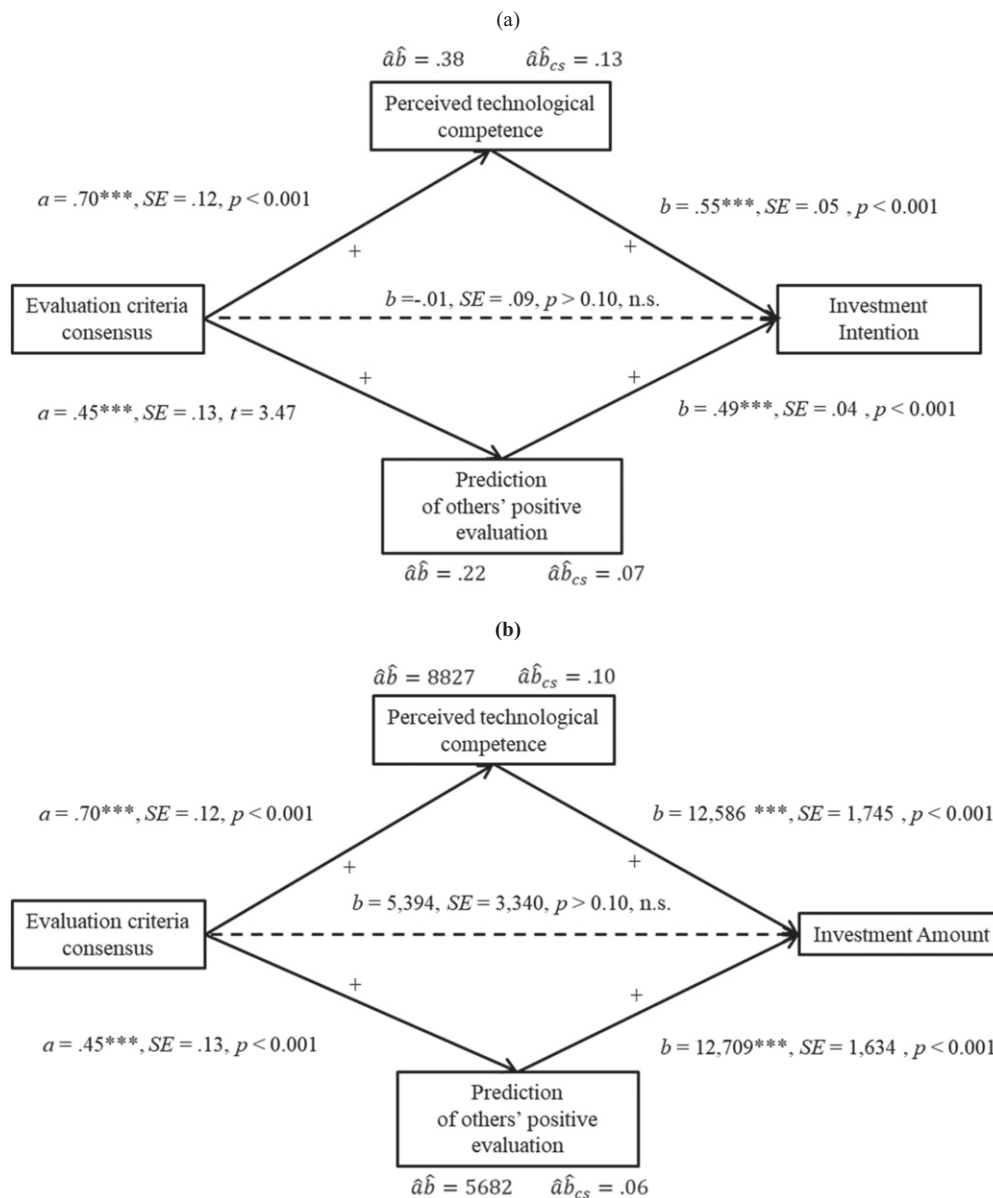 (a)
âb̂ = .38 âb̂cs = .13
Perceived technological
competence
a = .70***, SE = .12, p < 0.001
b = .55***, SE = .05 , p < 0.001
+ +
Evaluation criteria
consensus
b =-.01, SE = .09, p > 0.10, n.s.
Investment
Intention
+ +
a = .45***, SE = .13, t = 3.47
b = .49***, SE = .04 , p < 0.001
Prediction
of others’ positive
evaluation
âb̂ = .22 âb̂cs = .07
(b)
âb̂ = 8827 âb̂cs = .10
Perceived technological
competence
a = .70***, SE = .12, p < 0.001
b = 12,586 ***, SE = 1,745 , p < 0.001
+ +
Evaluation criteria
consensus
b = 5,394, SE = 3,340, p > 0.10, n.s.
Investment Amount
+ +
a = .45***, SE = .13, p < 0.001
b = 12,709***, SE = 1,634 , p < 0.001
Prediction
of others’ positive
evaluation
âb̂ = 5682 âb̂cs = .06